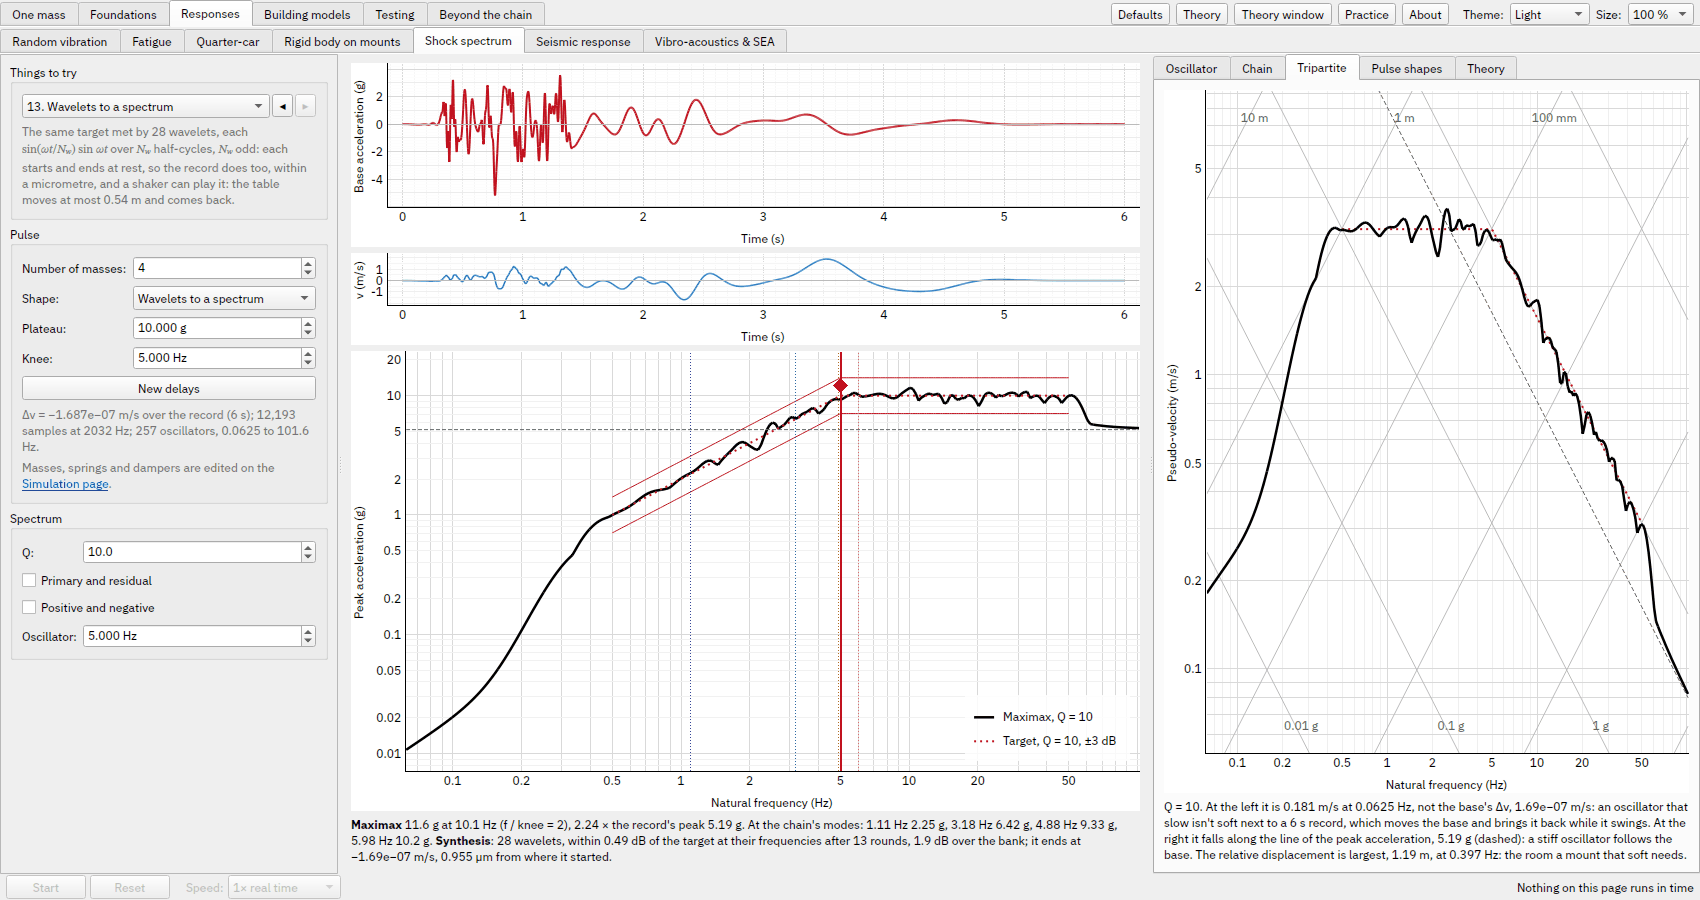 One mass Foundations Responses Building models Testing Beyond the chain Defaults Theory Theory window Practice About Theme: Light Size: 100 %
Random vibration Fatigue Quarter-car Rigid body on mounts Shock spectrum Seismic response Vibro-acoustics & SEA
Things to try
13. Wavelets to a spectrum
The same target met by 28 wavelets, each
sin(ωt/Nw) sin ωt over Nw half-cycles, Nw odd: each
starts and ends at rest, so the record does too, within
a micrometre, and a shaker can play it: the table
moves at most 0.54 m and comes back.
Pulse
Number of masses: 4
Shape: Wavelets to a spectrum
Plateau: 10.000 g
Knee: 5.000 Hz
New delays
Δv = −1.687e−07 m/s over the record (6 s); 12,193
samples at 2032 Hz; 257 oscillators, 0.0625 to 101.6
Hz.
Masses, springs and dampers are edited on the
Simulation page.
Spectrum
Q: 10.0
Primary and residual
Positive and negative
Oscillator: 5.000 Hz
Start Reset Speed: 1× real time
Base acceleration (g)
2
0
-2
-4
0 1 2 3 4 5 6
Time (s)
v (m/s)
1
0
-1
0 1 2 3 4 5 6
Time (s)
Peak acceleration (g)
20
10
5
2
1
0.5
0.2
0.1
0.05
0.02
0.01
Maximax, Q = 10
Target, Q = 10, ±3 dB
0.1 0.2 0.5 1 2 5 10 20 50
Natural frequency (Hz)
Maximax 11.6 g at 10.1 Hz (f / knee = 2), 2.24 × the record's peak 5.19 g. At the chain's modes: 1.11 Hz 2.25 g, 3.18 Hz 6.42 g, 4.88 Hz 9.33 g,
5.98 Hz 10.2 g. Synthesis: 28 wavelets, within 0.49 dB of the target at their frequencies after 13 rounds, 1.9 dB over the bank; it ends at
−1.69e−07 m/s, 0.955 µm from where it started.
Oscillator Chain Tripartite Pulse shapes Theory
10 m 1 m 100 mm
Pseudo-velocity (m/s)
5
2
1
0.5
0.2
0.1
0.01 g 0.1 g 1 g
0.1 0.2 0.5 1 2 5 10 20 50
Natural frequency (Hz)
Q = 10. At the left it is 0.181 m/s at 0.0625 Hz, not the base's Δv, 1.69e−07 m/s: an oscillator that
slow isn't soft next to a 6 s record, which moves the base and brings it back while it swings. At the
right it falls along the line of the peak acceleration, 5.19 g (dashed): a stiff oscillator follows the
base. The relative displacement is largest, 1.19 m, at 0.397 Hz: the room a mount that soft needs.
Nothing on this page runs in time